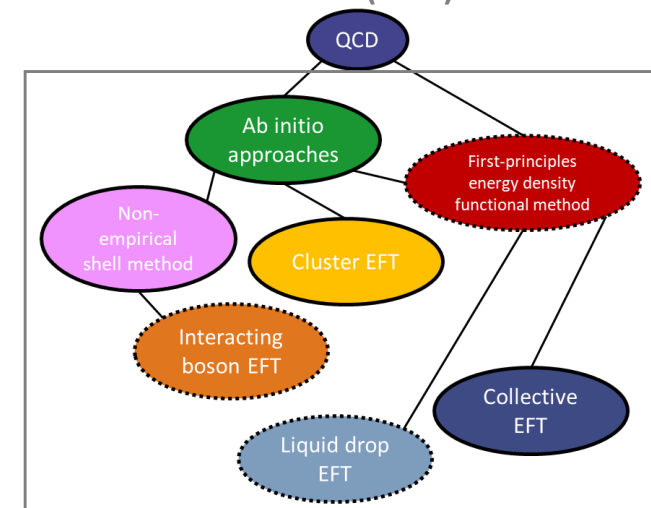 QCD
Ab initio
approaches
First-principles
energy density
functional method
Non-
empirical
shell method
Cluster EFT
Interacting
boson EFT
Collective
EFT
Liquid drop
EFT